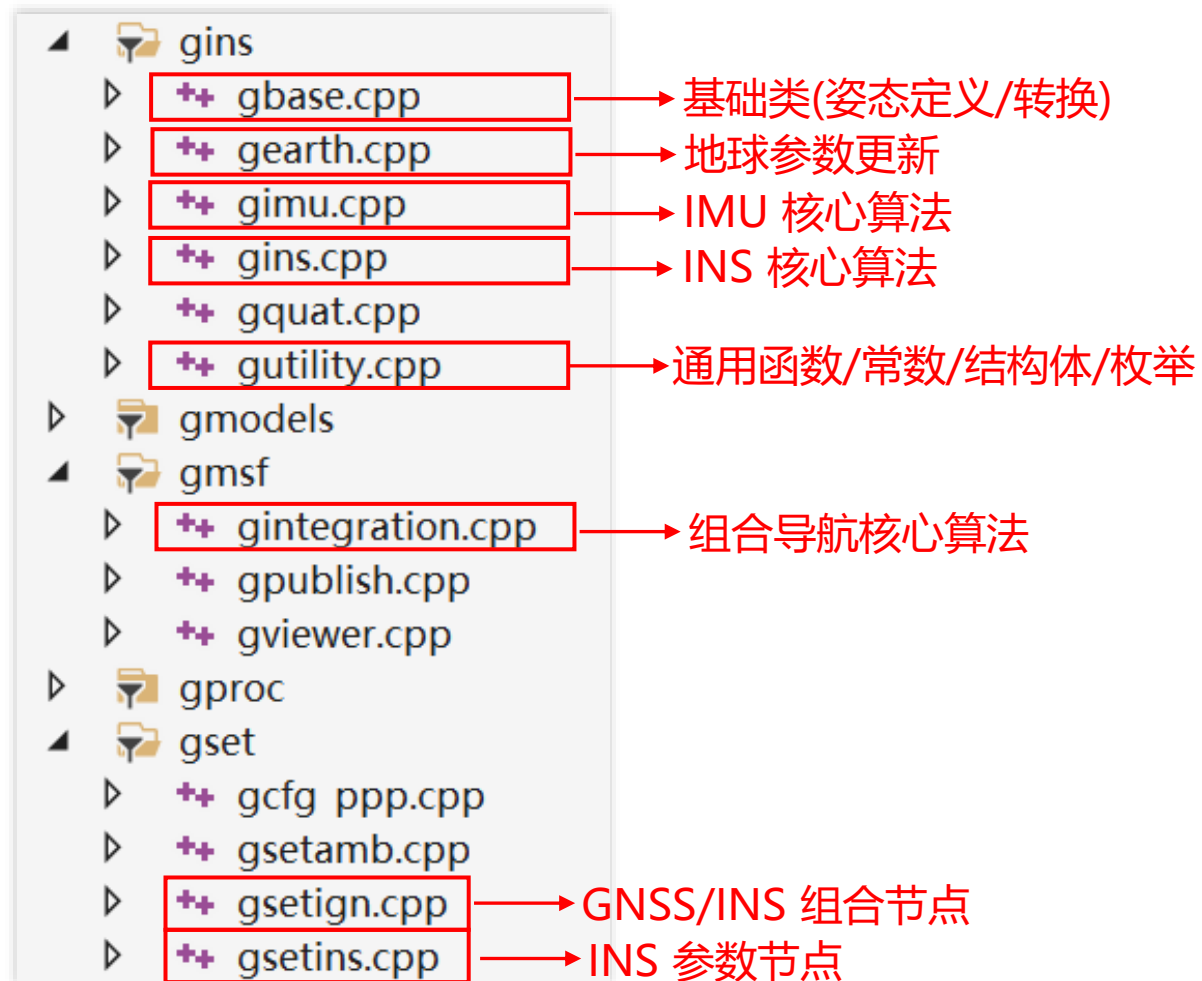 gins
gbase.cpp 基础类(姿态定义/转换)
gearth.cpp 地球参数更新
gimu.cpp IMU 核心算法
gins.cpp INS 核心算法
gquat.cpp
gutility.cpp 通用函数/常数/结构体/枚举
gmodels
gmsf
gintegration.cpp 组合导航核心算法
gpublish.cpp
gviewer.cpp
gproc
gset
gcfg ppp.cpp
gsetamb.cpp
gsetign.cpp GNSS/INS 组合节点
gsetins.cpp INS 参数节点